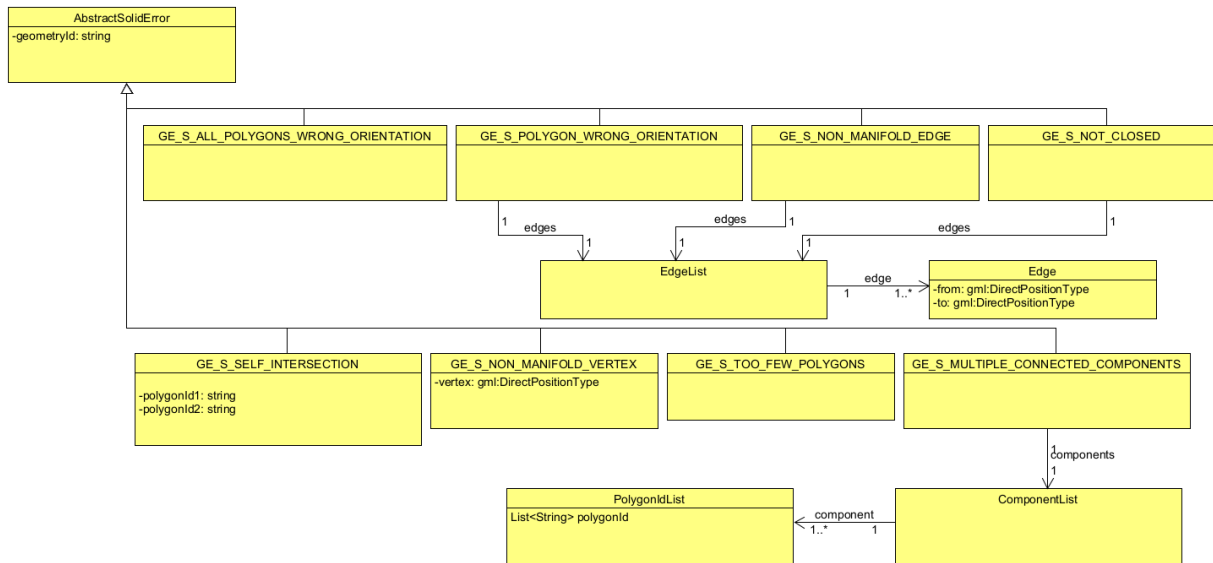 AbstractSolidError
-geometryId: string
GE_S_ALL_POLYGONS_WRONG_ORIENTATION
GE_S_POLYGON_WRONG_ORIENTATION
GE_S_NON_MANIFOLD_EDGE
GE_S_NOT_CLOSED
1
edges
1
edges
1
1
1
edges
1
EdgeList
edge
1
1..*
Edge
-from: gml:DirectPositionType
-to: gml:DirectPositionType
GE_S_SELF_INTERSECTION
-polygonId1: string
-polygonId2: string
GE_S_NON_MANIFOLD_VERTEX
-vertex: gml:DirectPositionType
GE_S_TOO_FEW_POLYGONS
GE_S_MULTIPLE_CONNECTED_COMPONENTS
1
components
1
PolygonIdList
List<String> polygonId
component
1..*
1
ComponentList